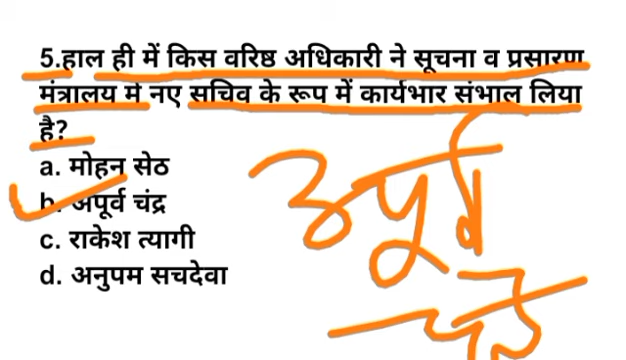 5.हाल ही में किस वरिष्ठ अधिकारी ने सूचना व प्रसारण
मंत्रालय मे नए सचिव के रूप में कार्यभार संभाल लिया
है?
a. मोहन सेठ
b. अपूर्व चंद्र
c. राकेश त्यागी
d. अनुपम सचदेवा
अपूर्व